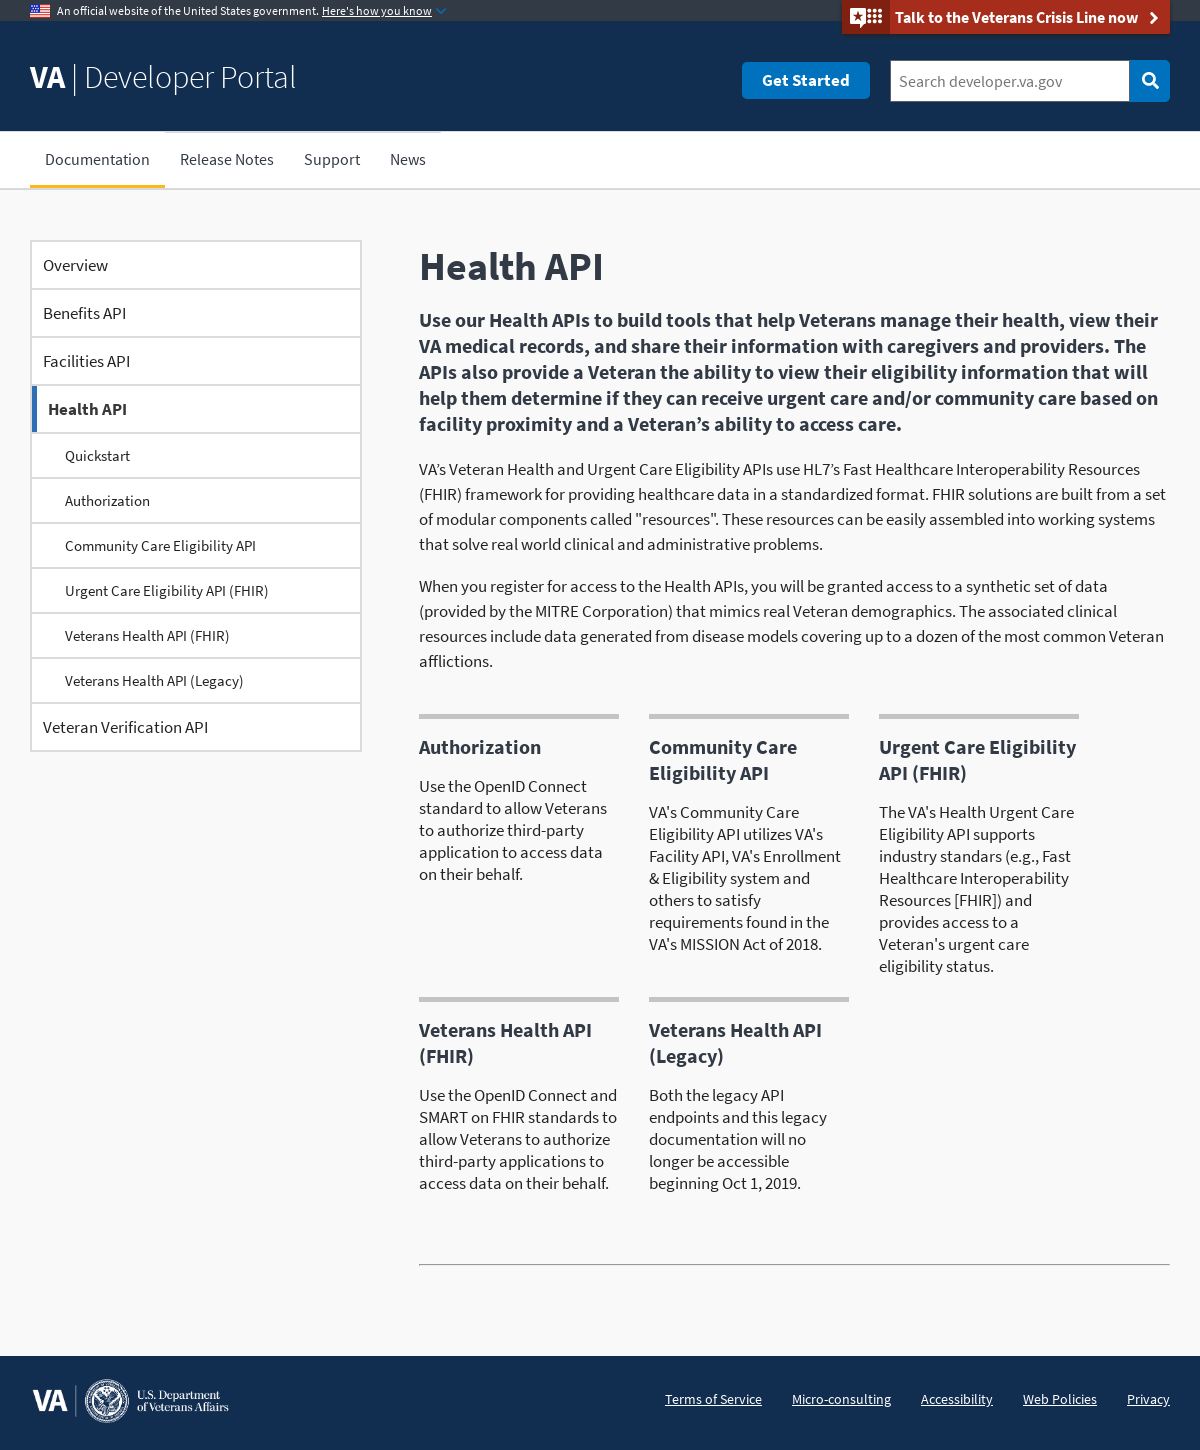 An official website of the United States government. Here's how you know
Talk to the Veterans Crisis Line now
VA | Developer Portal
Get Started
Search developer.va.gov
Documentation
Release Notes
Support
News
Overview
Benefits API
Facilities API
Health API
Quickstart
Authorization
Community Care Eligibility API
Urgent Care Eligibility API (FHIR)
Veterans Health API (FHIR)
Veterans Health API (Legacy)
Veteran Verification API
Health API
Use our Health APIs to build tools that help Veterans manage their health, view their
VA medical records, and share their information with caregivers and providers. The
APIs also provide a Veteran the ability to view their eligibility information that will
help them determine if they can receive urgent care and/or community care based on
facility proximity and a Veteran’s ability to access care.
VA’s Veteran Health and Urgent Care Eligibility APIs use HL7’s Fast Healthcare Interoperability Resources
(FHIR) framework for providing healthcare data in a standardized format. FHIR solutions are built from a set
of modular components called "resources". These resources can be easily assembled into working systems
that solve real world clinical and administrative problems.
When you register for access to the Health APIs, you will be granted access to a synthetic set of data
(provided by the MITRE Corporation) that mimics real Veteran demographics. The associated clinical
resources include data generated from disease models covering up to a dozen of the most common Veteran
afflictions.
Authorization
Use the OpenID Connect
standard to allow Veterans
to authorize third-party
application to access data
on their behalf.
Community Care
Eligibility API
VA's Community Care
Eligibility API utilizes VA's
Facility API, VA's Enrollment
& Eligibility system and
others to satisfy
requirements found in the
VA's MISSION Act of 2018.
Urgent Care Eligibility
API (FHIR)
The VA's Health Urgent Care
Eligibility API supports
industry standars (e.g., Fast
Healthcare Interoperability
Resources [FHIR]) and
provides access to a
Veteran's urgent care
eligibility status.
Veterans Health API
(FHIR)
Use the OpenID Connect and
SMART on FHIR standards to
allow Veterans to authorize
third-party applications to
access data on their behalf.
Veterans Health API
(Legacy)
Both the legacy API
endpoints and this legacy
documentation will no
longer be accessible
beginning Oct 1, 2019.
VA
U.S. Department
of Veterans Affairs
Terms of Service
Micro-consulting
Accessibility
Web Policies
Privacy